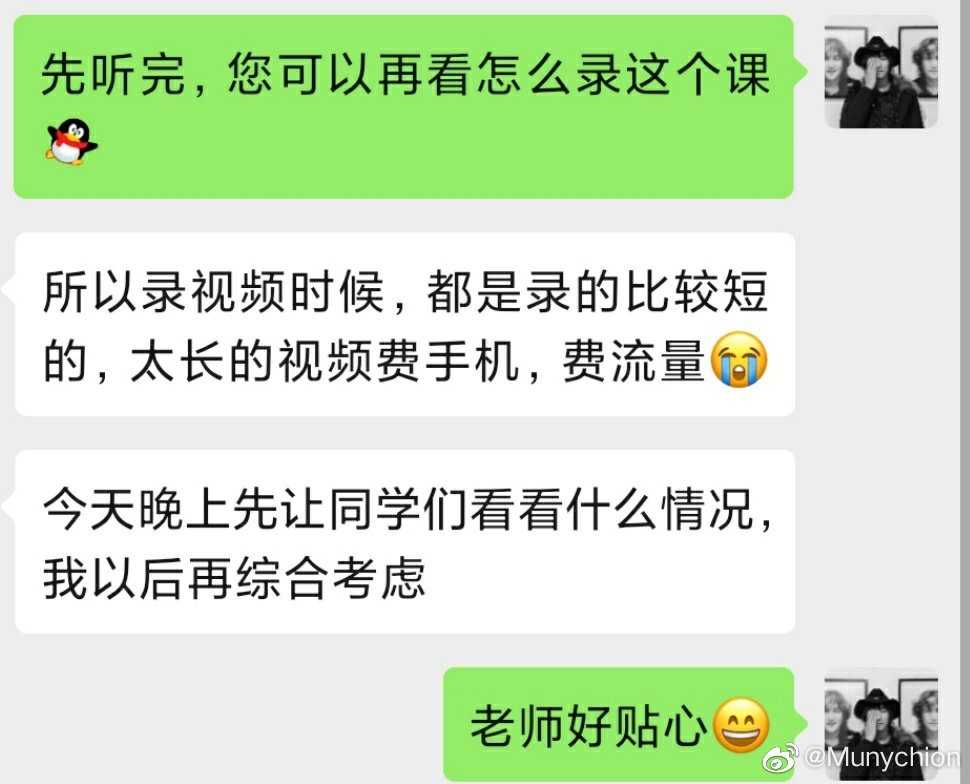 先听完，您可以再看怎么录这个课
所以录视频时候，都是录的比较短
的，太长的视频费手机，费流量
今天晚上先让同学们看看什么情况，
我以后再综合考虑
老师好贴心
@Munychion